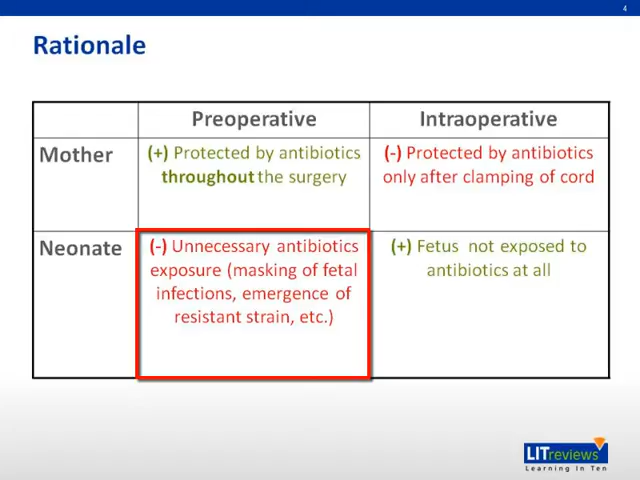 4
Rationale
Preoperative
Intraoperative
Mother
(+) Protected by antibiotics
throughout the surgery
(-) Protected by antibiotics
only after clamping of cord
Neonate
(-) Unnecessary antibiotics
exposure (masking of fetal
infections, emergence of
resistant strain, etc.)
(+) Fetus not exposed to
antibiotics at all
LITreviews
Learning In Ten